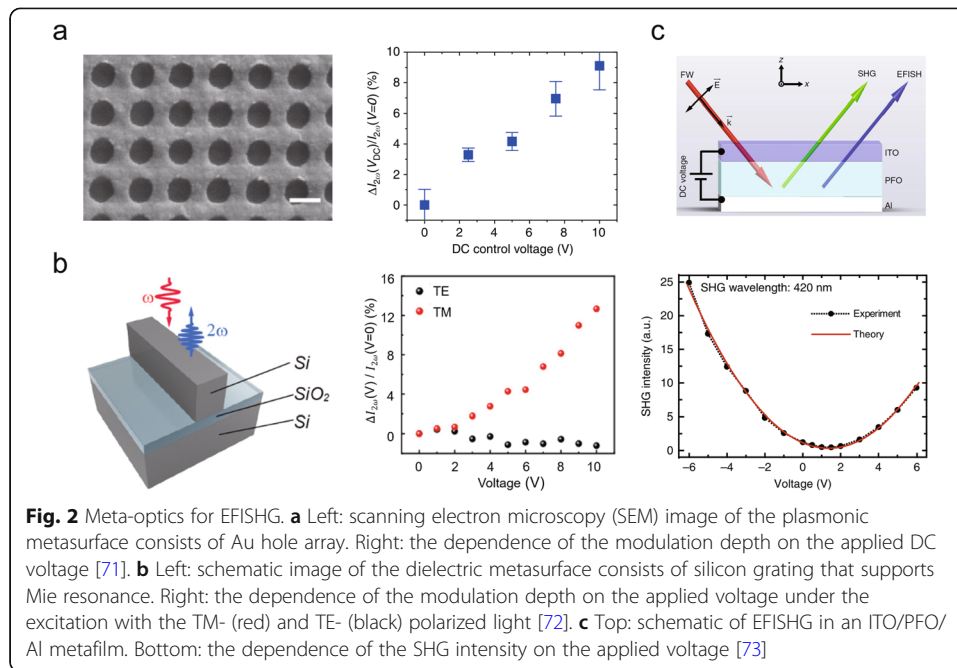 a
ΔI2ω(VDC)/I2ω(V=0) (%)
10
8
6
4
2
0
0 2 4 6 8 10
DC control voltage (V)
c
z
x
FW
E
k
SHG
EFISH
DC voltage
ITO
PFO
Al
b
ω
2ω
Si
SiO2
Si
ΔI2ω(V) / I2ω(V=0) (%)
16
12
8
4
0
TE
TM
0 2 4 6 8 10
Voltage (V)
SHG intensity (a.u.)
25
20
15
10
5
0
SHG wavelength: 420 nm
Experiment
Theory
−6 −4 −2 0 2 4 6
Voltage (V)
Fig. 2 Meta-optics for EFISHG. a Left: scanning electron microscopy (SEM) image of the plasmonic
metasurface consists of Au hole array. Right: the dependence of the modulation depth on the applied DC
voltage [71]. b Left: schematic image of the dielectric metasurface consists of silicon grating that supports
Mie resonance. Right: the dependence of the modulation depth on the applied voltage under the
excitation with the TM- (red) and TE- (black) polarized light [72]. c Top: schematic of EFISHG in an ITO/PFO/
Al metafilm. Bottom: the dependence of the SHG intensity on the applied voltage [73]